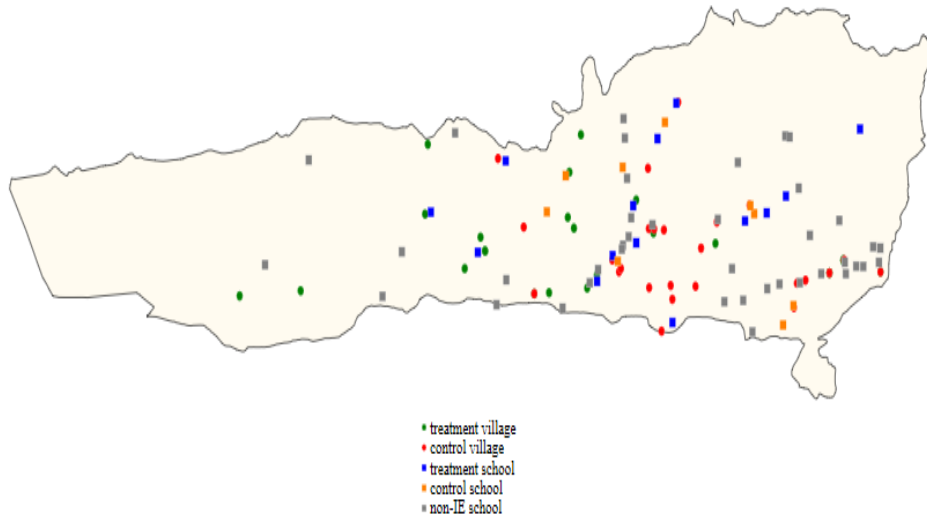 treatment village
control village
treatment school
control school
non-IE school